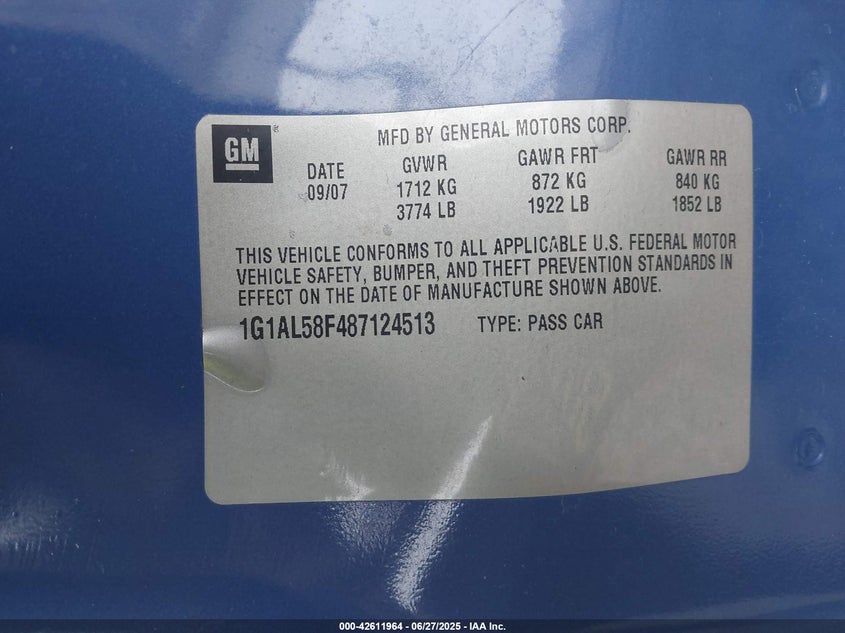 MFD BY GENERAL MOTORS CORP.
GM ®
DATE GVWR GAWR FRT GAWR RR
09/07 1712 KG 872 KG 840 KG
3774 LB 1922 LB 1852 LB
THIS VEHICLE CONFORMS TO ALL APPLICABLE U.S. FEDERAL MOTOR
VEHICLE SAFETY, BUMPER, AND THEFT PREVENTION STANDARDS IN
EFFECT ON THE DATE OF MANUFACTURE SHOWN ABOVE.
1G1AL58F487124513 TYPE: PASS CAR
000-42611964 | 06/27/2025 - IAA Inc.